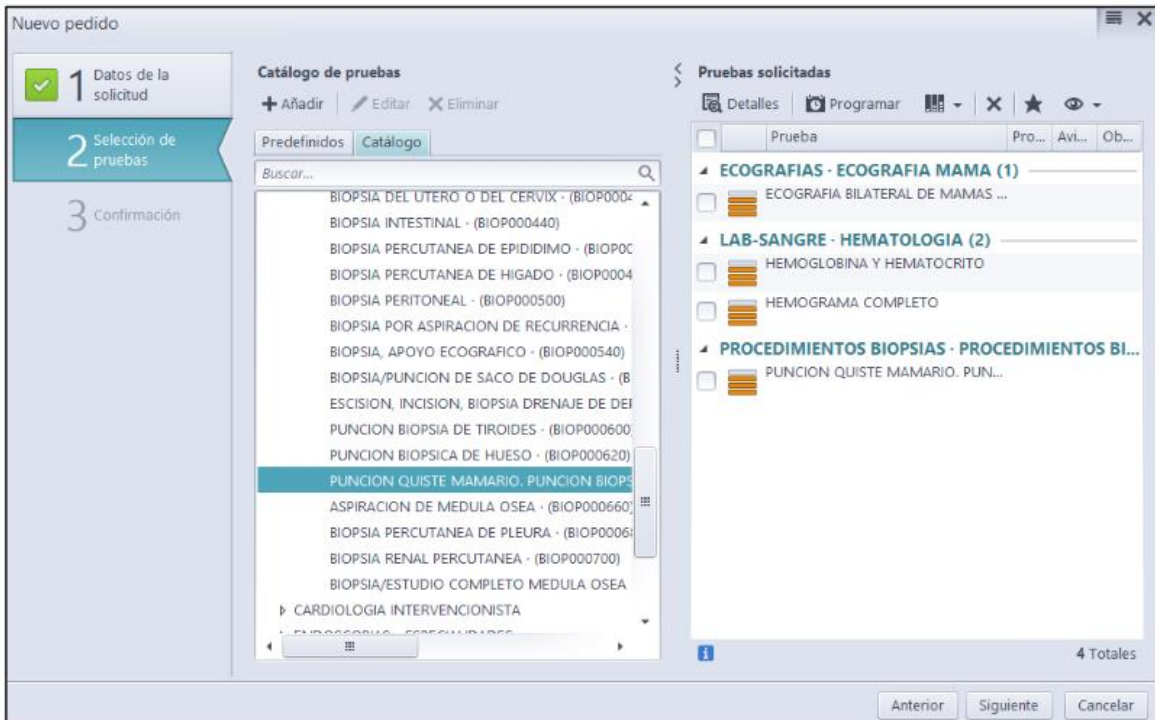 Nuevo pedido
1 Datos de la
solicitud
2 Selección de
pruebas
3 Confirmación
Catálogo de pruebas
Añadir Editar Eliminar
Predefinidos Catálogo
Buscar...
BIOPSIA DEL UTERO O DEL CERVIX - (BIOP000
BIOPSIA INTESTINAL - (BIOP000440)
BIOPSIA PERCUTANEA DE EPIDIDIMO - (BIOP0
BIOPSIA PERCUTANEA DE HIGADO - (BIOP0004
BIOPSIA PERITONEAL - (BIOP000500)
BIOPSIA POR ASPIRACION DE RECURRENCIA -
BIOPSIA, APOYO ECOGRAFICO - (BIOP000540)
BIOPSIA/PUNCION DE SACO DE DOUGLAS - (B
ESCISION, INCISION, BIOPSIA DRENAJE DE DE
PUNCION BIOPSIA DE TIROIDES - (BIOP000600)
PUNCION BIOPSICA DE HUESO - (BIOP000620)
PUNCION QUISTE MAMARIO. PUNCION BIOPS
ASPIRACION DE MEDULA OSEA - (BIOP000660)
BIOPSIA PERCUTANEA DE PLEURA - (BIOP00068
BIOPSIA RENAL PERCUTANEA - (BIOP000700)
BIOPSIA/ESTUDIO COMPLETO MEDULA OSEA
CARDIOLOGIA INTERVENCIONISTA
Pruebas solicitadas
Detalles Programar
Prueba Pro... Avi... Ob...
ECOGRAFIAS - ECOGRAFIA MAMA (1)
ECOGRAFIA BILATERAL DE MAMAS ...
LAB-SANGRE - HEMATOLOGIA (2)
HEMOGLOBINA Y HEMATOCRITO
HEMOGRAMA COMPLETO
PROCEDIMIENTOS BIOPSIAS - PROCEDIMIENTOS BI...
PUNCION QUISTE MAMARIO. PUN...
4 Totales
Anterior Siguiente Cancelar